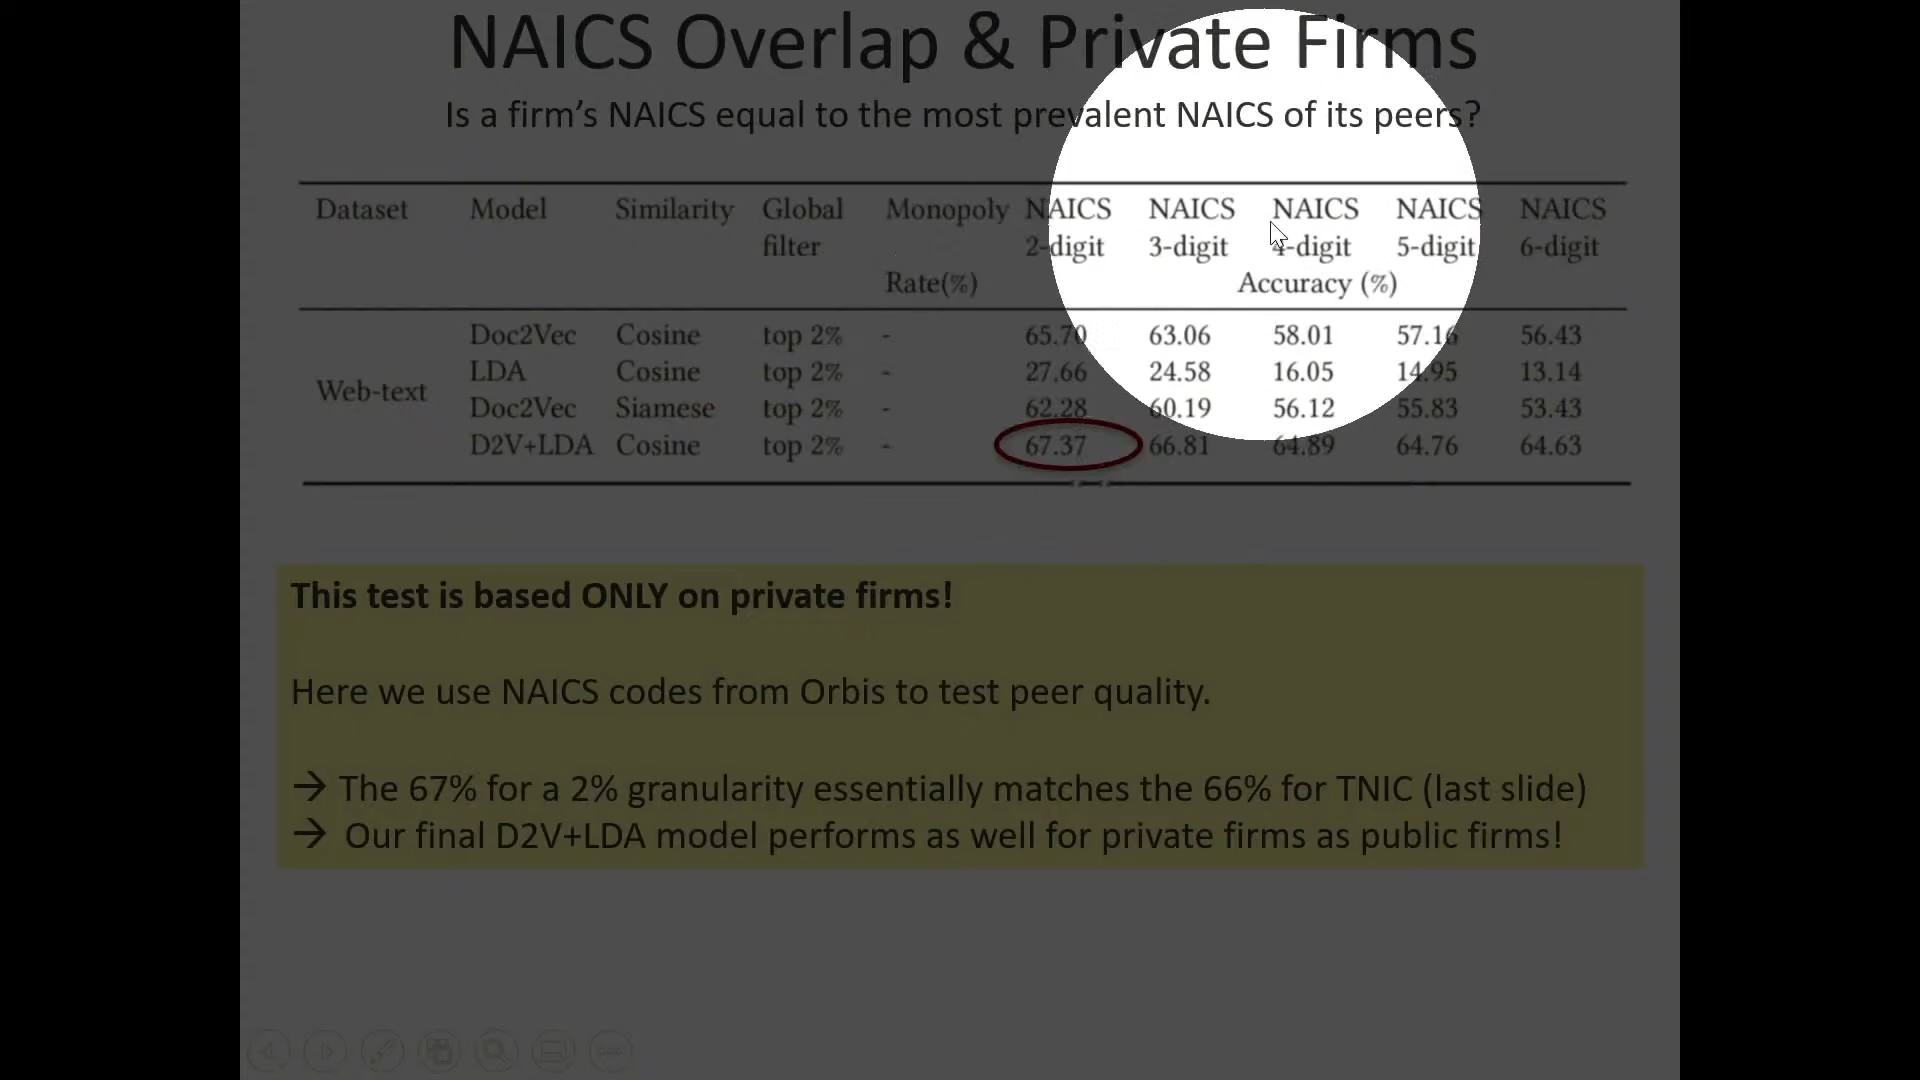 NAICS Overlap & Private Firms
Is a firm’s NAICS equal to the most prevalent NAICS of its peers?
Dataset Model Similarity Global Monopoly NAICS NAICS NAICS NAICS NAICS
filter 2-digit 3-digit 4-digit 5-digit 6-digit
Rate(%) Accuracy (%)
Doc2Vec Cosine top 2% - 65.70 63.06 58.01 57.16 56.43
LDA Cosine top 2% - 27.66 24.58 16.05 14.95 13.14
Web-text
Doc2Vec Siamese top 2% - 62.28 60.19 56.12 55.83 53.43
D2V+LDA Cosine top 2% - 67.37 66.81 64.89 64.76 64.63
This test is based ONLY on private firms!
Here we use NAICS codes from Orbis to test peer quality.
→ The 67% for a 2% granularity essentially matches the 66% for TNIC (last slide)
→ Our final D2V+LDA model performs as well for private firms as public firms!